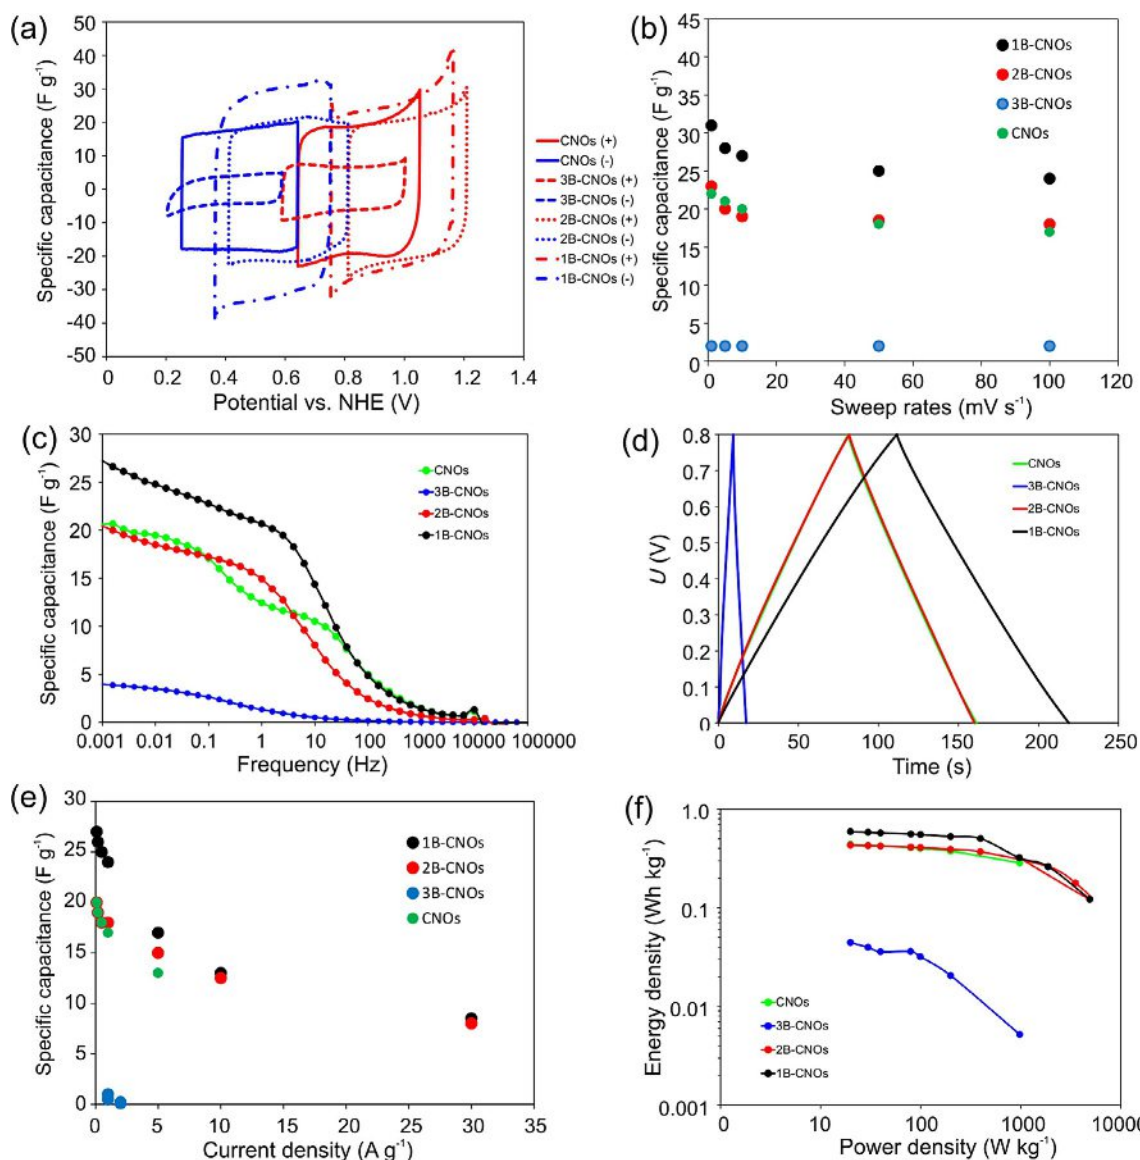 (a)
Specific capacitance (F g⁻¹)
50
40
30
20
10
0
-10
-20
-30
-40
-50
0
0.2
0.4
0.6
0.8
1.0
1.2
1.4
Potential vs. NHE (V)
CNOs (+)
CNOs (-)
3B-CNOs (+)
3B-CNOs (-)
2B-CNOs (+)
2B-CNOs (-)
1B-CNOs (+)
1B-CNOs (-)
(b)
Specific capacitance (F g⁻¹)
45
40
35
30
25
20
15
10
5
0
0
20
40
60
80
100
120
Sweep rates (mV s⁻¹)
1B-CNOs
2B-CNOs
3B-CNOs
CNOs
(c)
Specific capacitance (F g⁻¹)
30
25
20
15
10
5
0
0.001
0.01
0.1
1
10
100
1000
10000
100000
Frequency (Hz)
CNOs
3B-CNOs
2B-CNOs
1B-CNOs
(d)
U (V)
0.8
0.7
0.6
0.5
0.4
0.3
0.2
0.1
0
0
50
100
150
200
250
Time (s)
CNOs
3B-CNOs
2B-CNOs
1B-CNOs
(e)
Specific capacitance (F g⁻¹)
30
25
20
15
10
5
0
0
5
10
15
20
25
30
35
Current density (A g⁻¹)
1B-CNOs
2B-CNOs
3B-CNOs
CNOs
(f)
Energy density (Wh kg⁻¹)
1.0
0.1
0.01
0.001
10
100
1000
Power density (W kg⁻¹)
CNOs
3B-CNOs
2B-CNOs
1B-CNOs